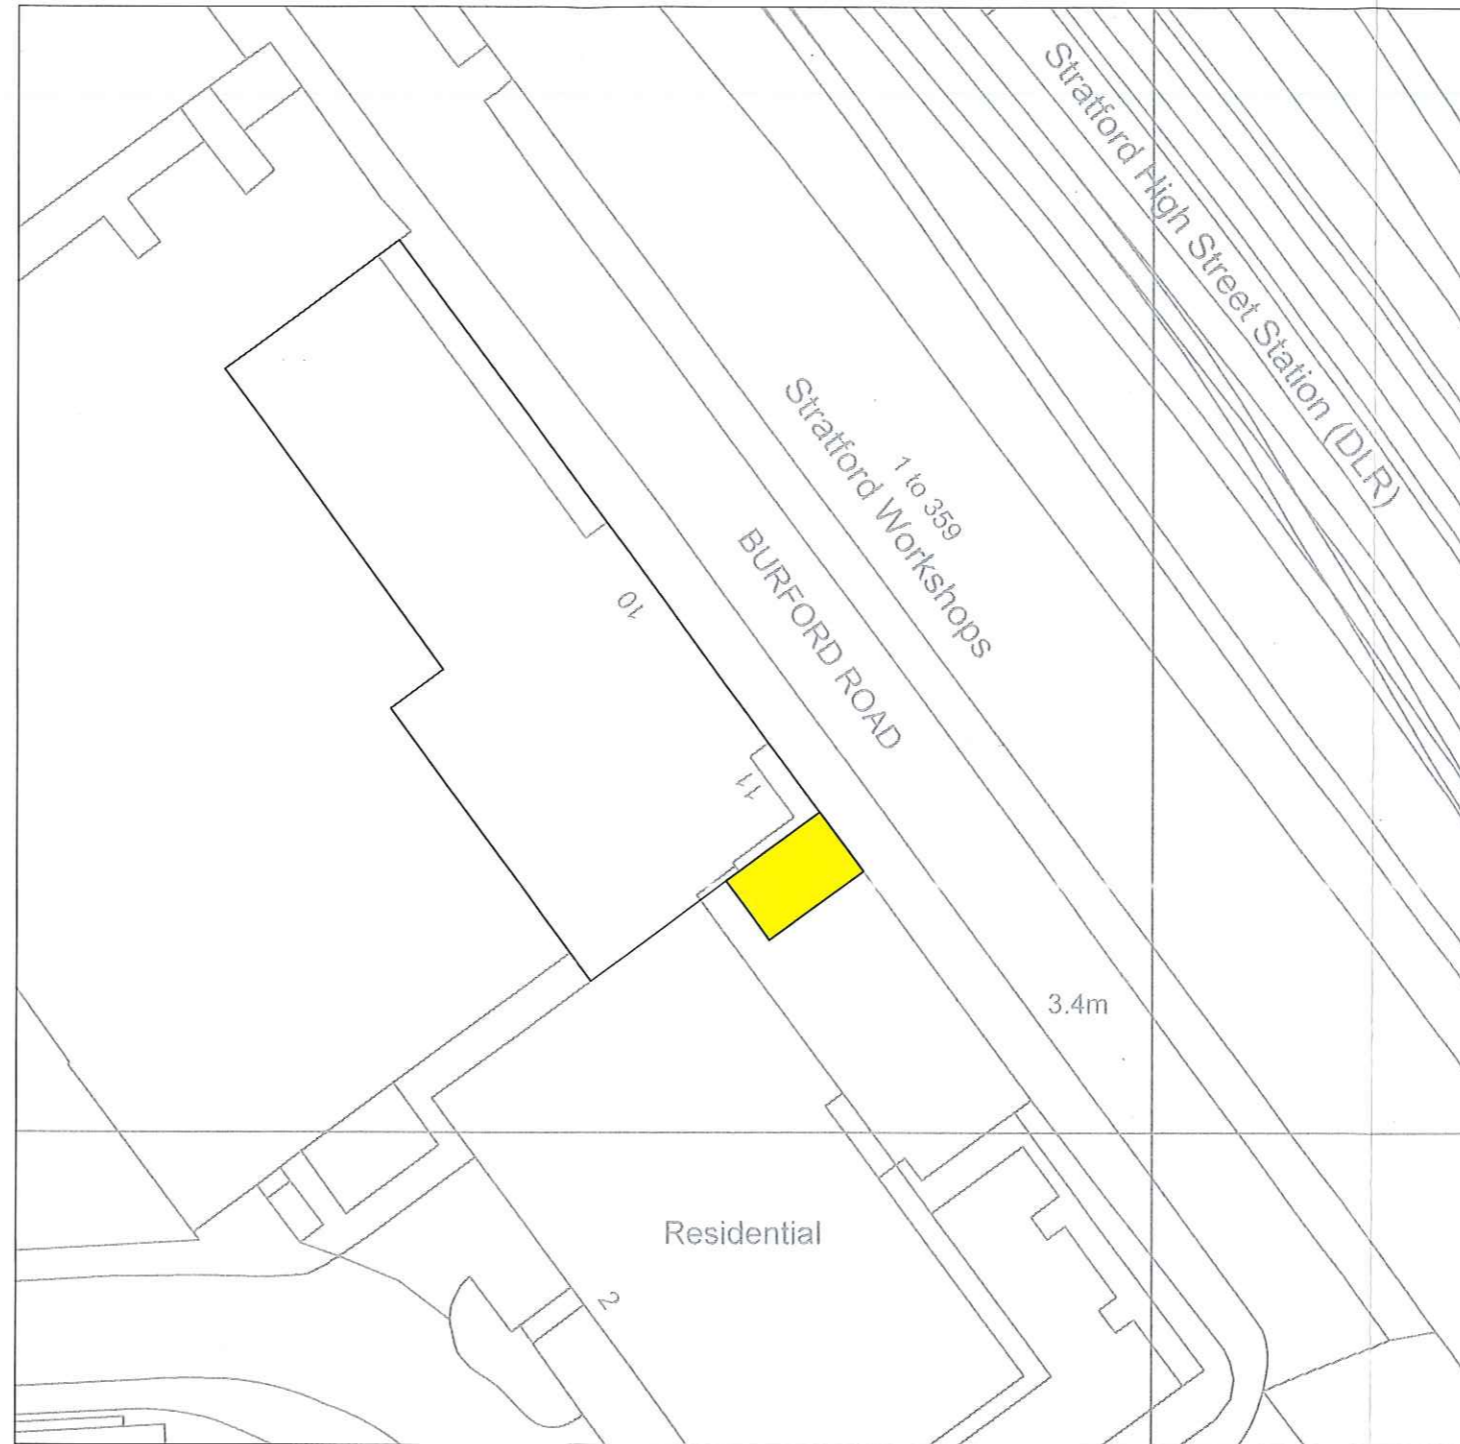 Stratford High Street Station (DLR)
1 to 359
Stratford Workshops
BURFORD ROAD
10
11
3.4m
Residential
2